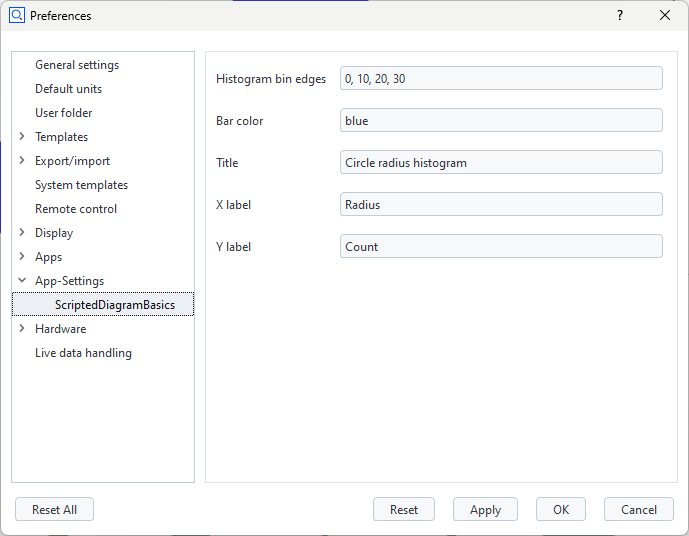 Preferences
?
General settings
Default units
User folder
Templates
Export/import
System templates
Remote control
Display
Apps
App-Settings
ScriptedDiagramBasics
Hardware
Live data handling
Histogram bin edges 0, 10, 20, 30
Bar color blue
Title Circle radius histogram
X label Radius
Y label Count
Reset All Reset Apply OK Cancel